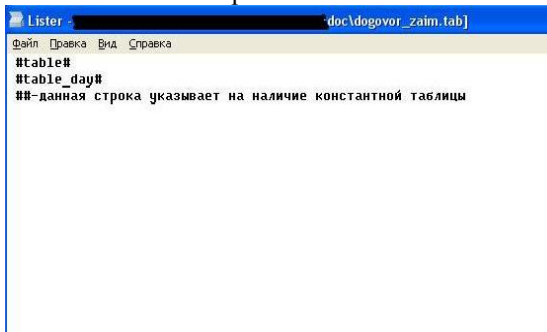 Lister - doc\dogovor_zaim.tab]
Файл Правка Вид Справка
#table#
#table_day#
##-данная строка указывает на наличие константной таблицы